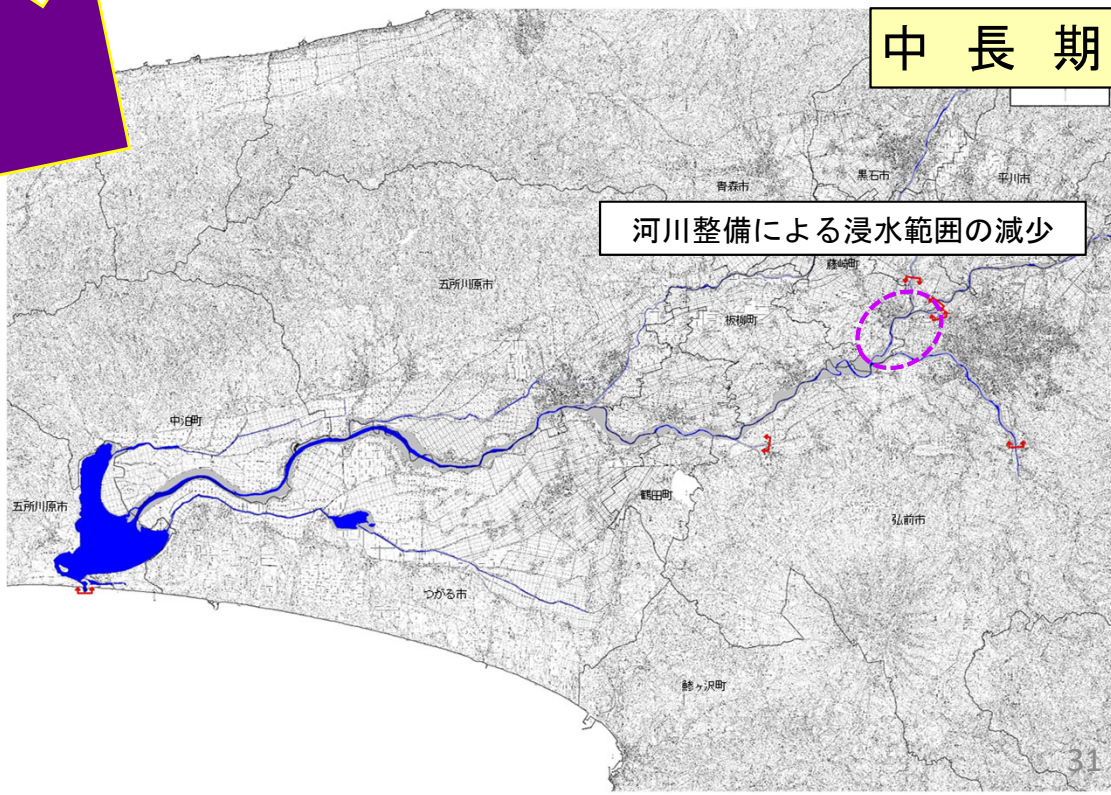 中 長 期
黒石市
平川市
青森市
河川整備による浸水範囲の減少
藤崎町
五所川原市
板柳町
中泊町
鶴田町
五所川原市
弘前市
つがる市
鰺ヶ沢町
31